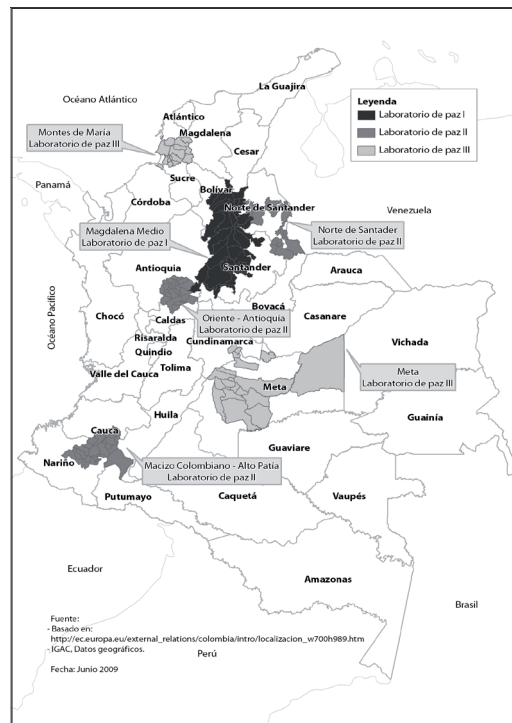 La Guajira
Océano Atlántico
Leyenda
Laboratorio de paz I
Laboratorio de paz II
Laboratorio de paz III
Atlántico
Magdalena
Montes de María
Laboratorio de paz III
Cesar
Panamá
Sucre
Bolívar
Córdoba
Norte de Santander
Venezuela
Magdalena Medio
Laboratorio de paz I
Norte de Santader
Laboratorio de paz II
Antioquia
Santander
Arauca
Océano Pacífico
Chocó
Boyacá
Oriente - Antioquia
Laboratorio de paz II
Caldas
Casanare
Vichada
Risaralda
Cundinamarca
Quindio
Tolima
Valle del Cauca
Meta
Meta
Laboratorio de paz III
Huila
Guainía
Cauca
Guaviare
Nariño
Macizo Colombiano - Alto Patía
Laboratorio de paz II
Putumayo
Caquetá
Vaupés
Ecuador
Amazonas
Brasil
Perú
Fuente:
- Basado en:
http://ec.europa.eu/external_relations/colombia/intro/localizacion_w700h989.htm
- IGAC, Datos geográficos.
Fecha: Junio 2009